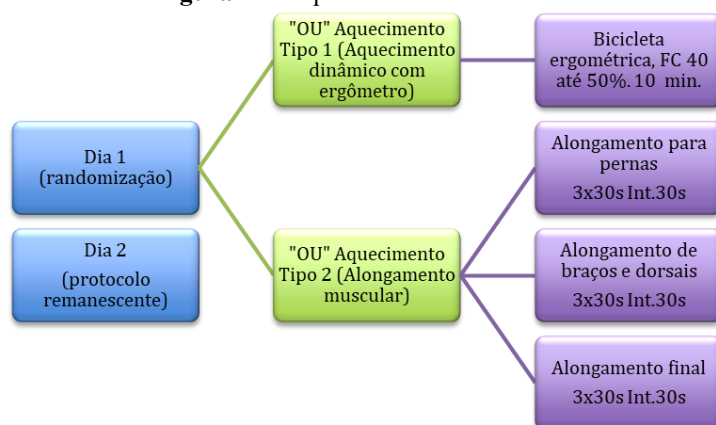 "OU" Aquecimento
Tipo 1 (Aquecimento
dinâmico com
ergômetro)
Bicicleta
ergométrica, FC 40
até 50%. 10 min.
Dia 1
(randomização)
Alongamento para
pernas
3x30s Int.30s
Dia 2
(protocolo
remanescente)
"OU" Aquecimento
Tipo 2 (Alongamento
muscular)
Alongamento de
braços e dorsais
3x30s Int.30s
Alongamento final
3x30s Int.30s